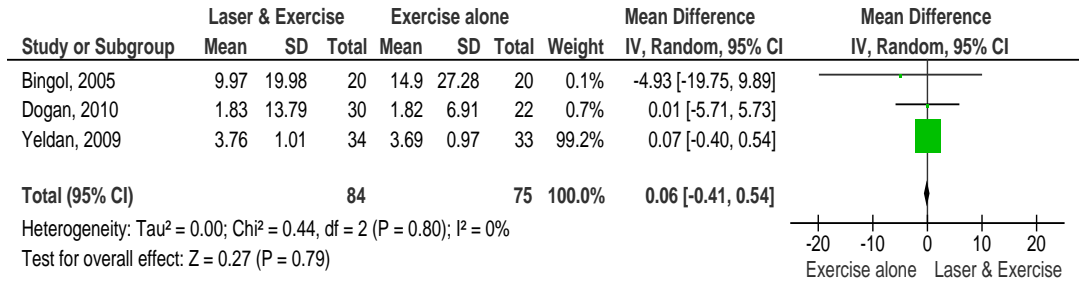 Laser & Exercise Exercise alone Mean Difference Mean Difference
Study or Subgroup Mean SD Total Mean SD Total Weight IV, Random, 95% CI IV, Random, 95% CI
Bingol, 2005 9.97 19.98 20 14.9 27.28 20 0.1% -4.93 [-19.75, 9.89]
Dogan, 2010 1.83 13.79 30 1.82 6.91 22 0.7% 0.01 [-5.71, 5.73]
Yeldan, 2009 3.76 1.01 34 3.69 0.97 33 99.2% 0.07 [-0.40, 0.54]
Total (95% CI) 84 75 100.0% 0.06 [-0.41, 0.54]
Heterogeneity: Tau² = 0.00; Chi² = 0.44, df = 2 (P = 0.80); I² = 0%
Test for overall effect: Z = 0.27 (P = 0.79)
-20 -10 0 10 20
Exercise alone Laser & Exercise